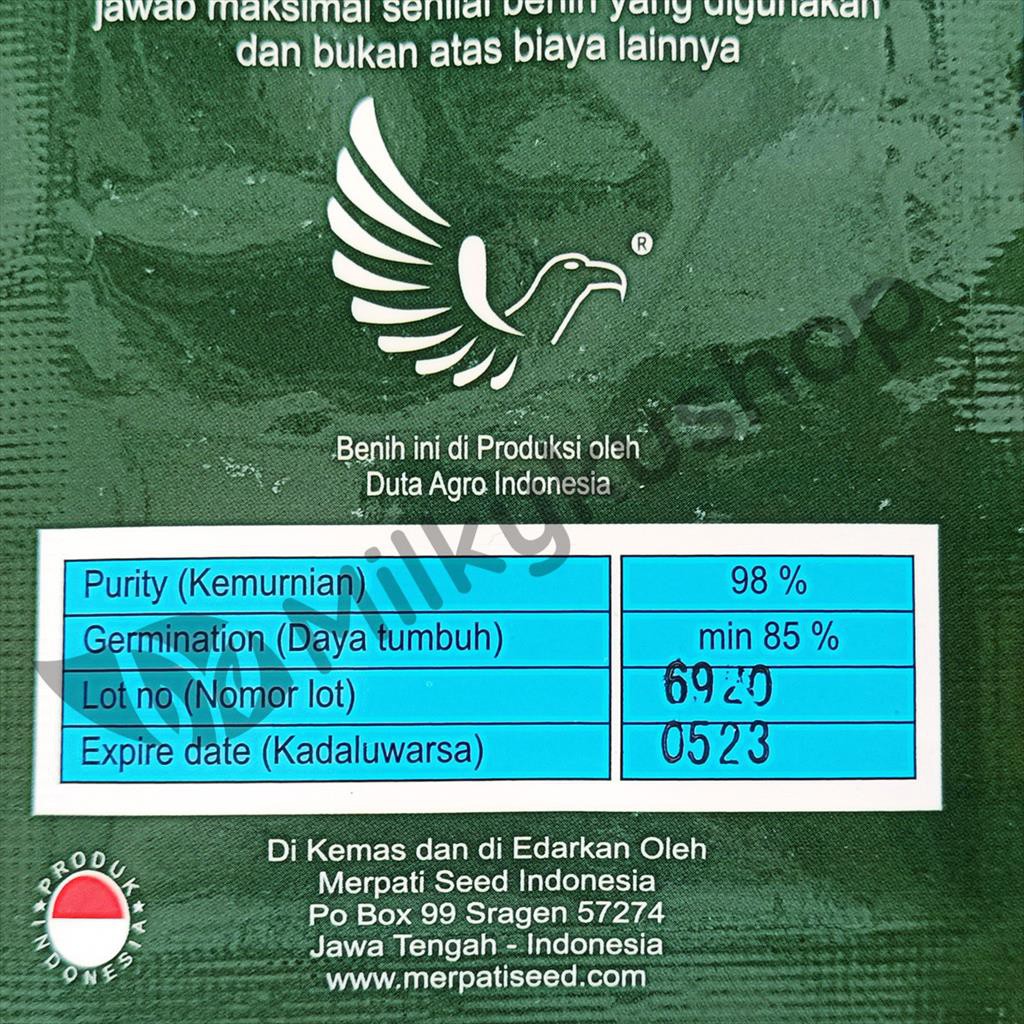 jawab maksimal senilai benih yang digunakan
dan bukan atas biaya lainnya
®
Benih ini di Produksi oleh
Duta Agro Indonesia
Purity (Kemurnian) 98 %
Germination (Daya tumbuh) min 85 %
Lot no (Nomor lot) 6920
Expire date (Kadaluwarsa) 0523
Di Kemas dan di Edarkan Oleh
Merpati Seed Indonesia
Po Box 99 Sragen 57274
Jawa Tengah - Indonesia
www.merpatiseed.com
PRODUK
INDONESIA